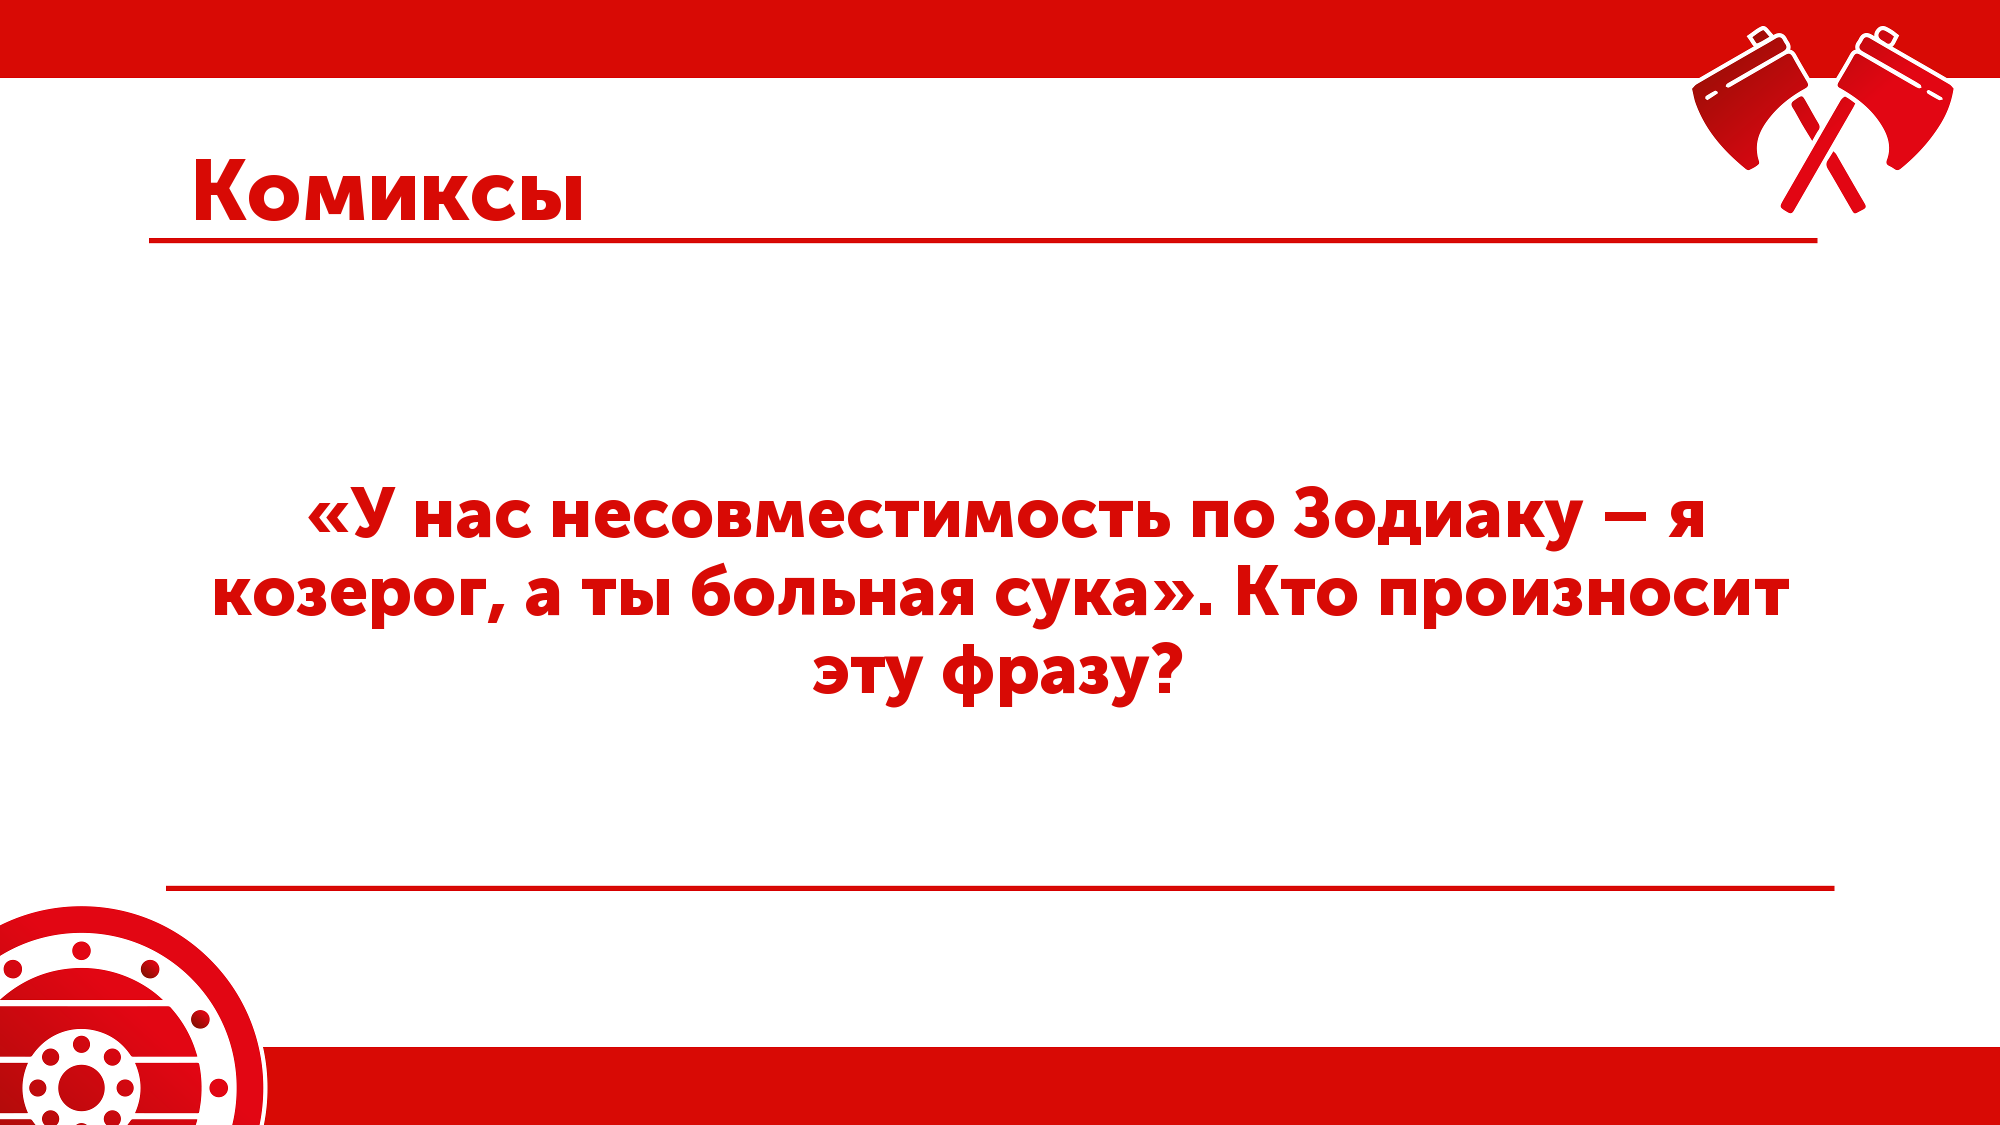 Комиксы
«У нас несовместимость по Зодиаку – я
козерог, а ты больная сука». Кто произносит
эту фразу?